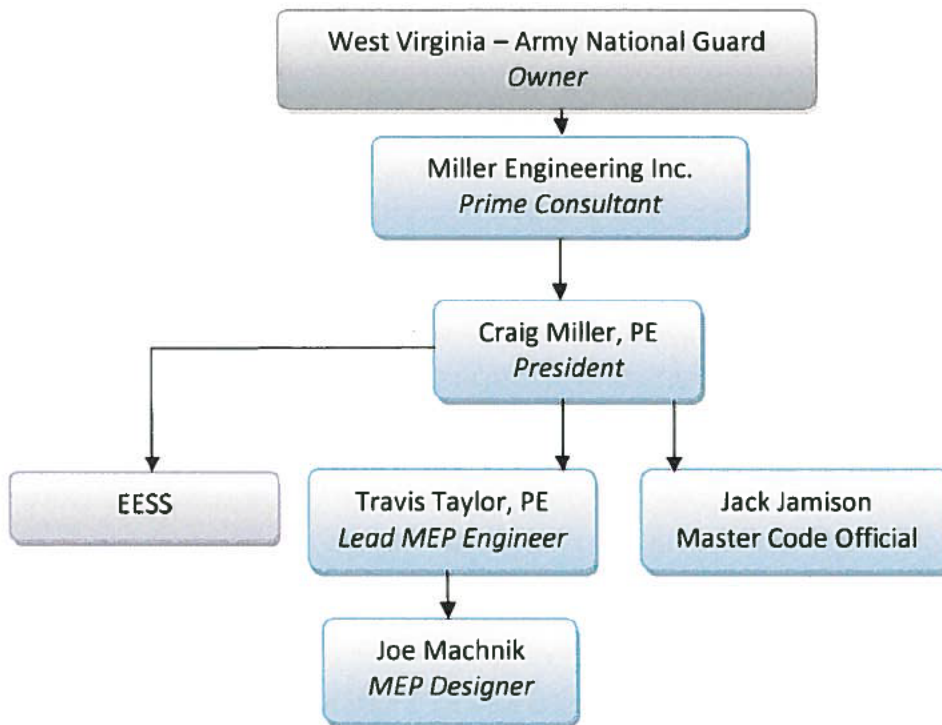 West Virginia – Army National Guard
Owner
Miller Engineering Inc.
Prime Consultant
Craig Miller, PE
President
EESS
Travis Taylor, PE
Lead MEP Engineer
Jack Jamison
Master Code Official
Joe Machnik
MEP Designer